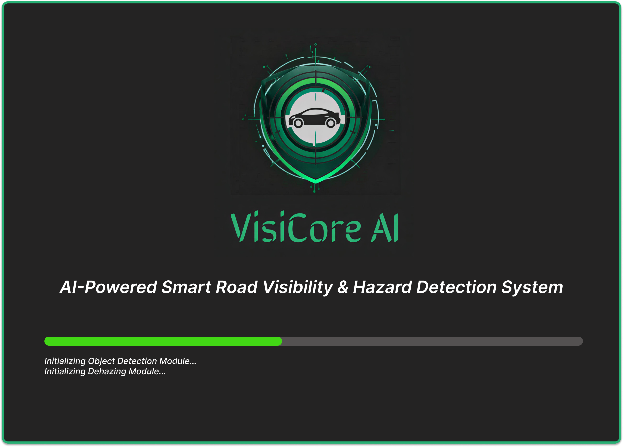 VisiCore AI
AI-Powered Smart Road Visibility & Hazard Detection System
Initializing Object Detection Module...
Initializing Dehazing Module...